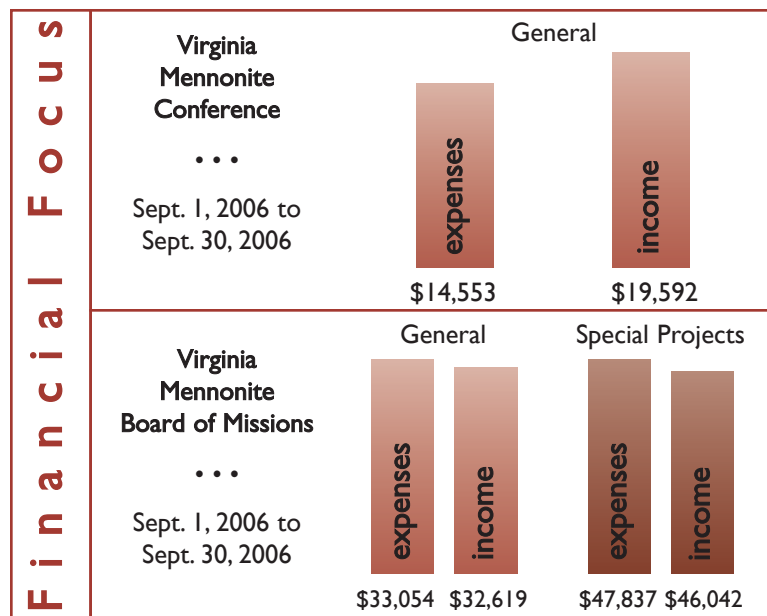 Financial Focus
Virginia
Mennonite
Conference
...
Sept. 1, 2006 to
Sept. 30, 2006
General
expenses
income
$14,553
$19,592
Virginia
Mennonite
Board of Missions
...
Sept. 1, 2006 to
Sept. 30, 2006
General
expenses
income
$33,054
$32,619
Special Projects
expenses
income
$47,837
$46,042